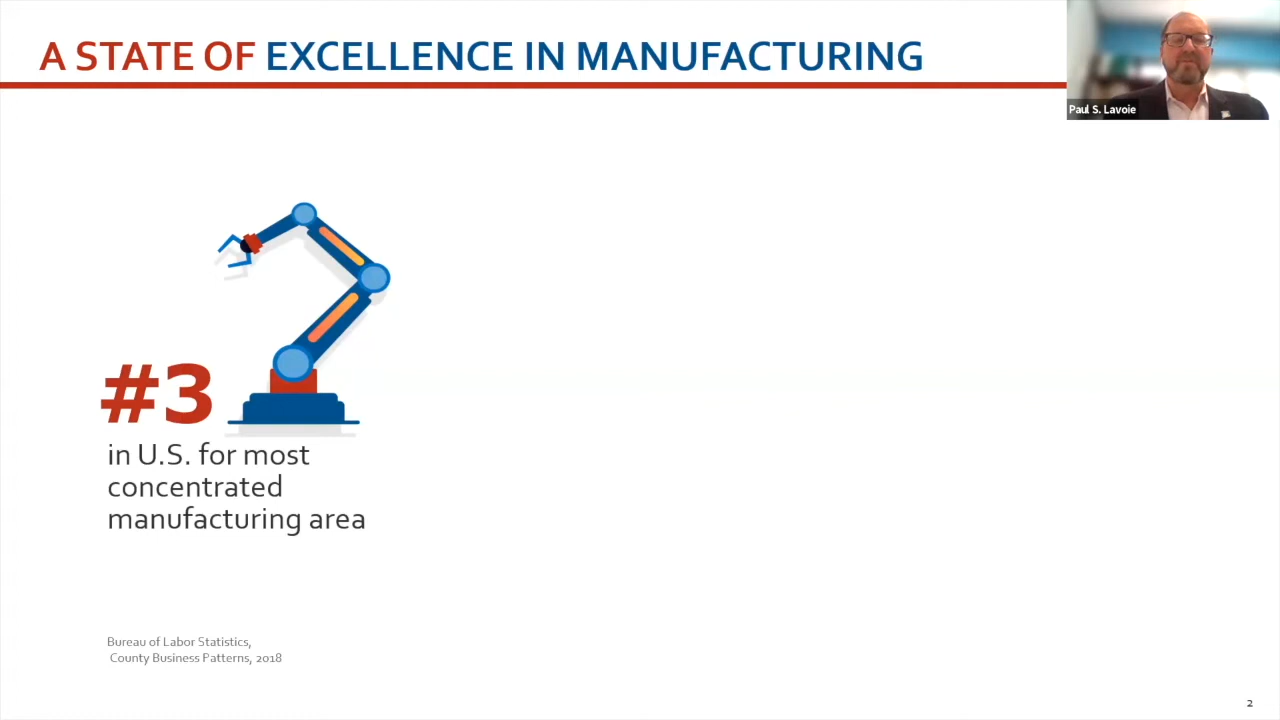 A STATE OF EXCELLENCE IN MANUFACTURING
Paul S. Lavoie
#3
in U.S. for most
concentrated
manufacturing area
Bureau of Labor Statistics,
County Business Patterns, 2018
2